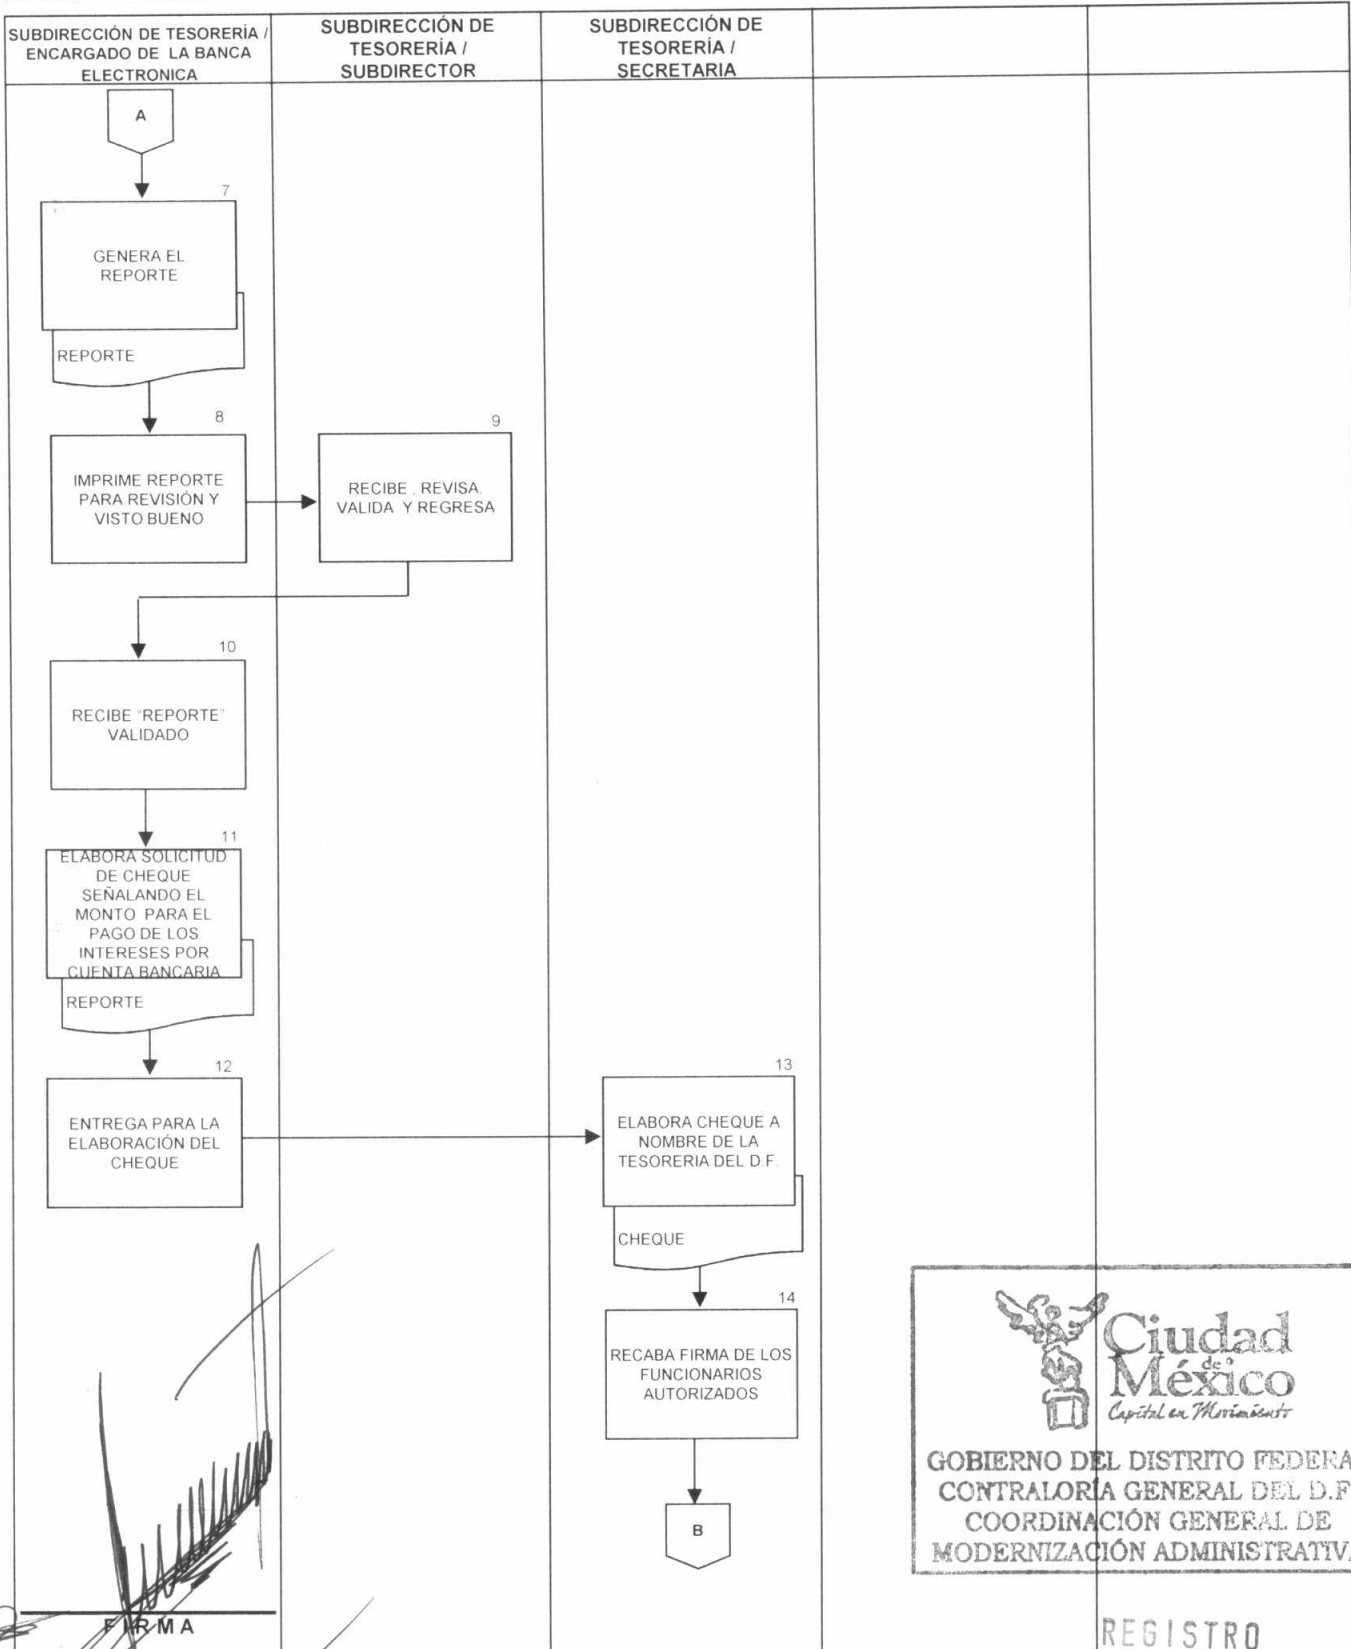 SUBDIRECCIÓN DE TESORERÍA /
ENCARGADO DE LA BANCA
ELECTRONICA
SUBDIRECCIÓN DE
TESORERÍA /
SUBDIRECTOR
SUBDIRECCIÓN DE
TESORERÍA /
SECRETARIA
A
7
GENERA EL
REPORTE
REPORTE
8
IMPRIME REPORTE
PARA REVISIÓN Y
VISTO BUENO
9
RECIBE , REVISA,
VALIDA Y REGRESA
10
RECIBE "REPORTE"
VALIDADO
11
ELABORA SOLICITUD
DE CHEQUE
SEÑALANDO EL
MONTO PARA EL
PAGO DE LOS
INTERESES POR
CUENTA BANCARIA
REPORTE
12
ENTREGA PARA LA
ELABORACIÓN DEL
CHEQUE
13
ELABORA CHEQUE A
NOMBRE DE LA
TESORERIA DEL D.F.
CHEQUE
14
RECABA FIRMA DE LOS
FUNCIONARIOS
AUTORIZADOS
B
FIRMA
Ciudad
de
México
Capital en Movimiento
GOBIERNO DEL DISTRITO FEDERA
CONTRALORÍA GENERAL DEL D.F
COORDINACIÓN GENERAL DE
MODERNIZACIÓN ADMINISTRATIVA
REGISTRO